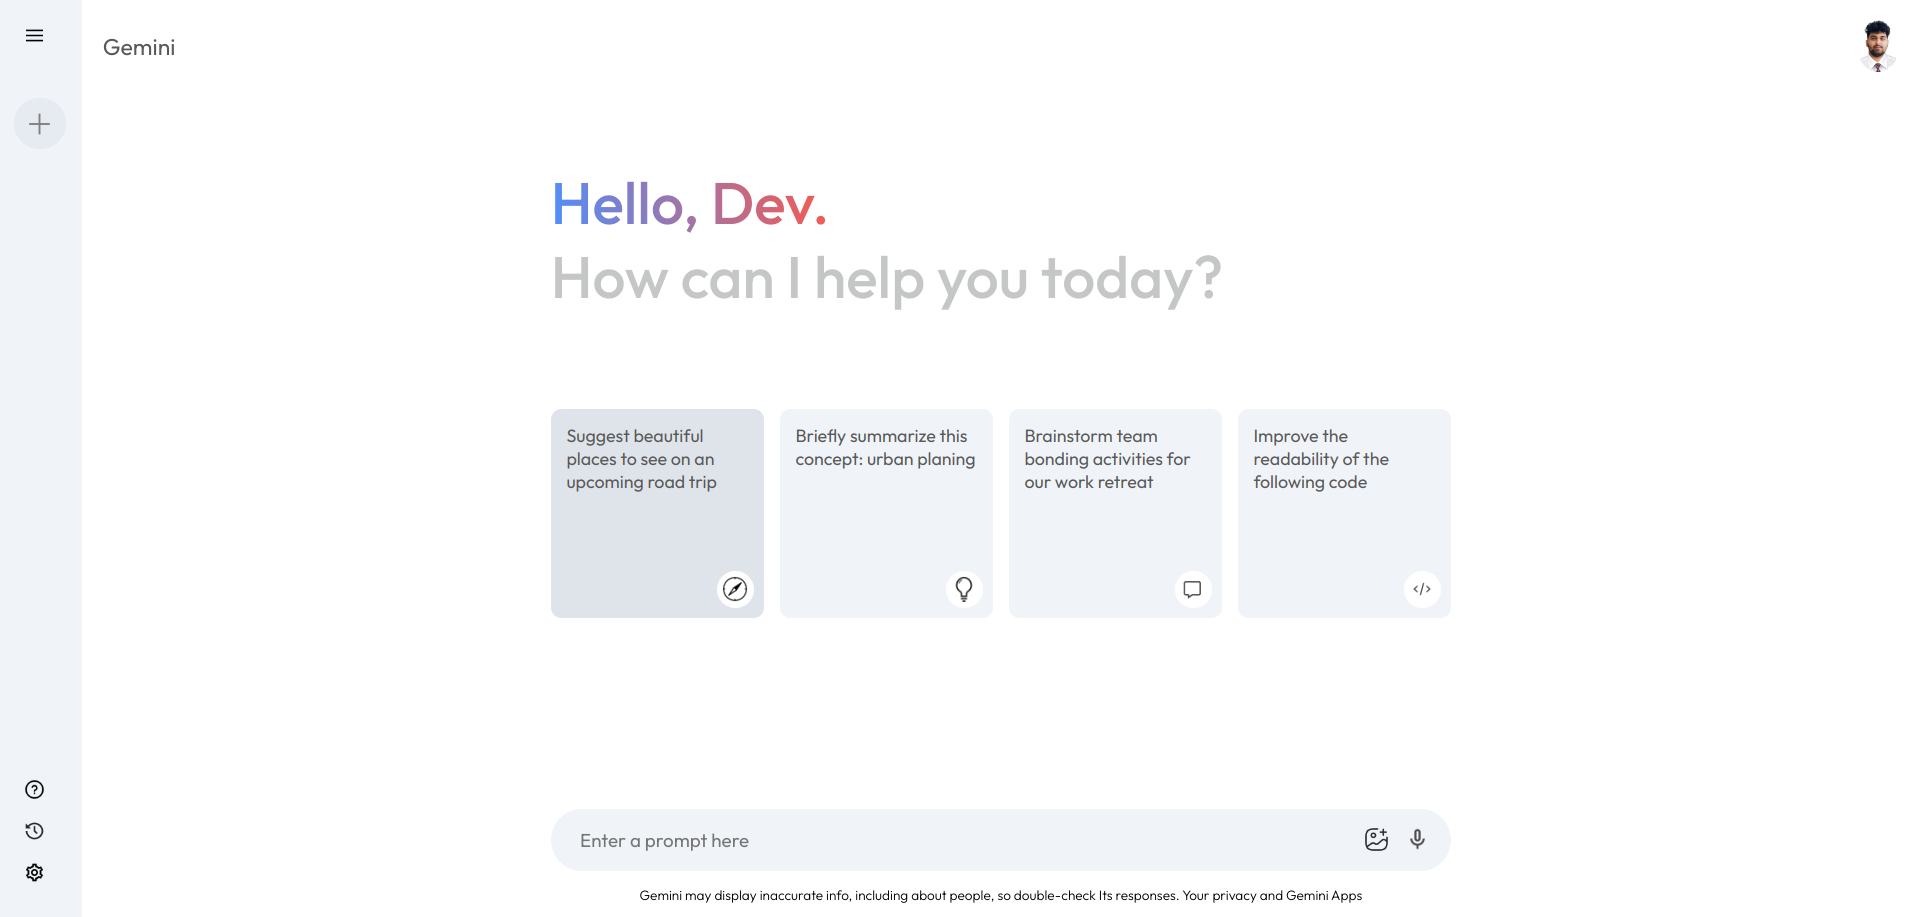 Gemini
Hello, Dev.
How can I help you today?
Suggest beautiful
places to see on an
upcoming road trip
Briefly summarize this
concept: urban planing
Brainstorm team
bonding activities for
our work retreat
Improve the
readability of the
following code
Enter a prompt here
Gemini may display inaccurate info, including about people, so double-check Its responses. Your privacy and Gemini Apps